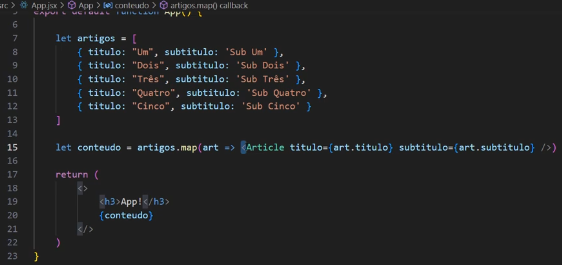 src > App.jsx > App > conteudo > artigos.map() callback
5 export default function App() {
6
7 let artigos = [
8 { titulo: "Um", subtitulo: 'Sub Um' },
9 { titulo: "Dois", subtitulo: 'Sub Dois' },
10 { titulo: "Três", subtitulo: 'Sub Três' },
11 { titulo: "Quatro", subtitulo: 'Sub Quatro' },
12 { titulo: "Cinco", subtitulo: 'Sub Cinco' }
13 ]
14
15 let conteudo = artigos.map(art => <Article titulo={art.titulo} subtitulo={art.subtitulo} />)
16
17 return (
18 <>
19 <h3>App!</h3>
20 {conteudo}
21 </>
22 )
23 }